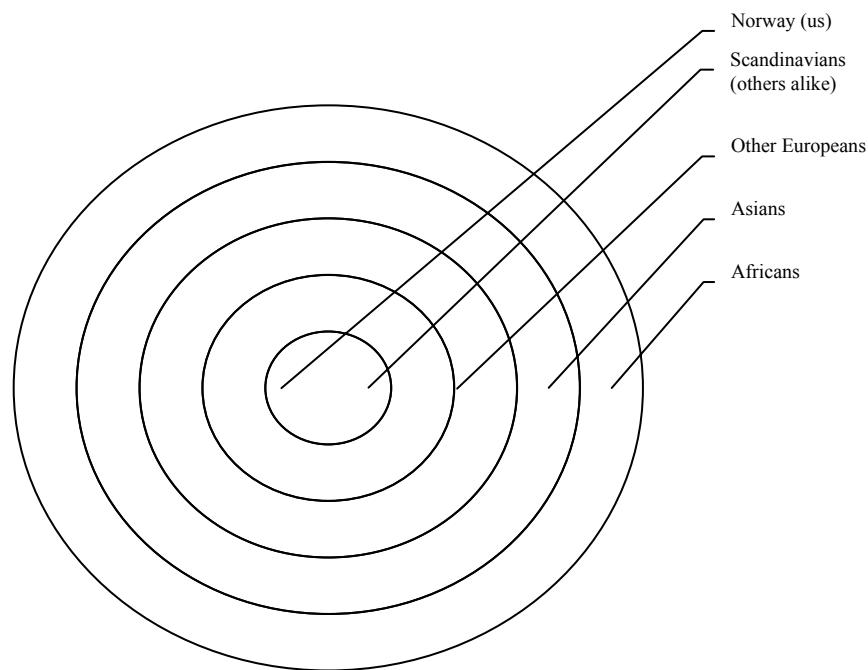 Norway (us)
Scandinavians
(others alike)
Other Europeans
Asians
Africans